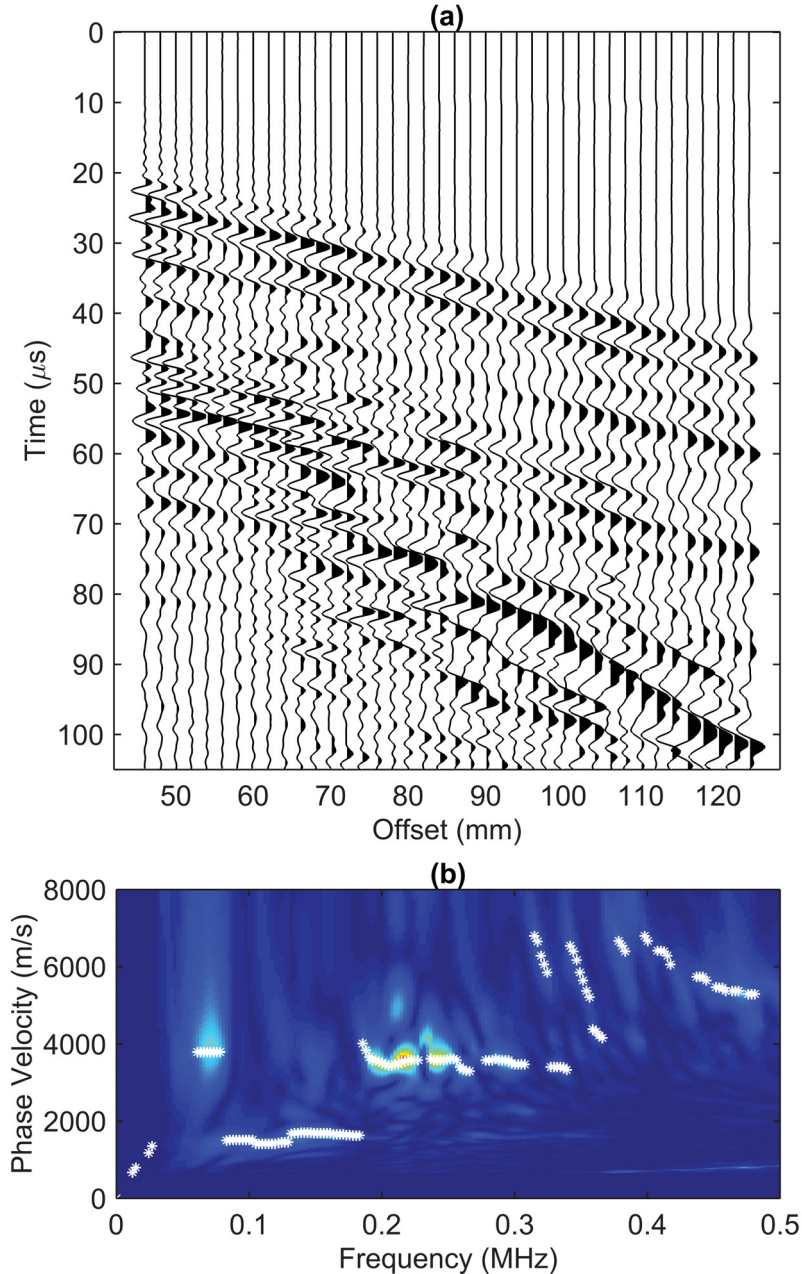 (a)
0
10
20
30
40
50
60
70
80
90
100
Time (μs)
50 60 70 80 90 100 110 120
Offset (mm)
(b)
8000
6000
4000
2000
0
Phase Velocity (m/s)
0 0.1 0.2 0.3 0.4 0.5
Frequency (MHz)